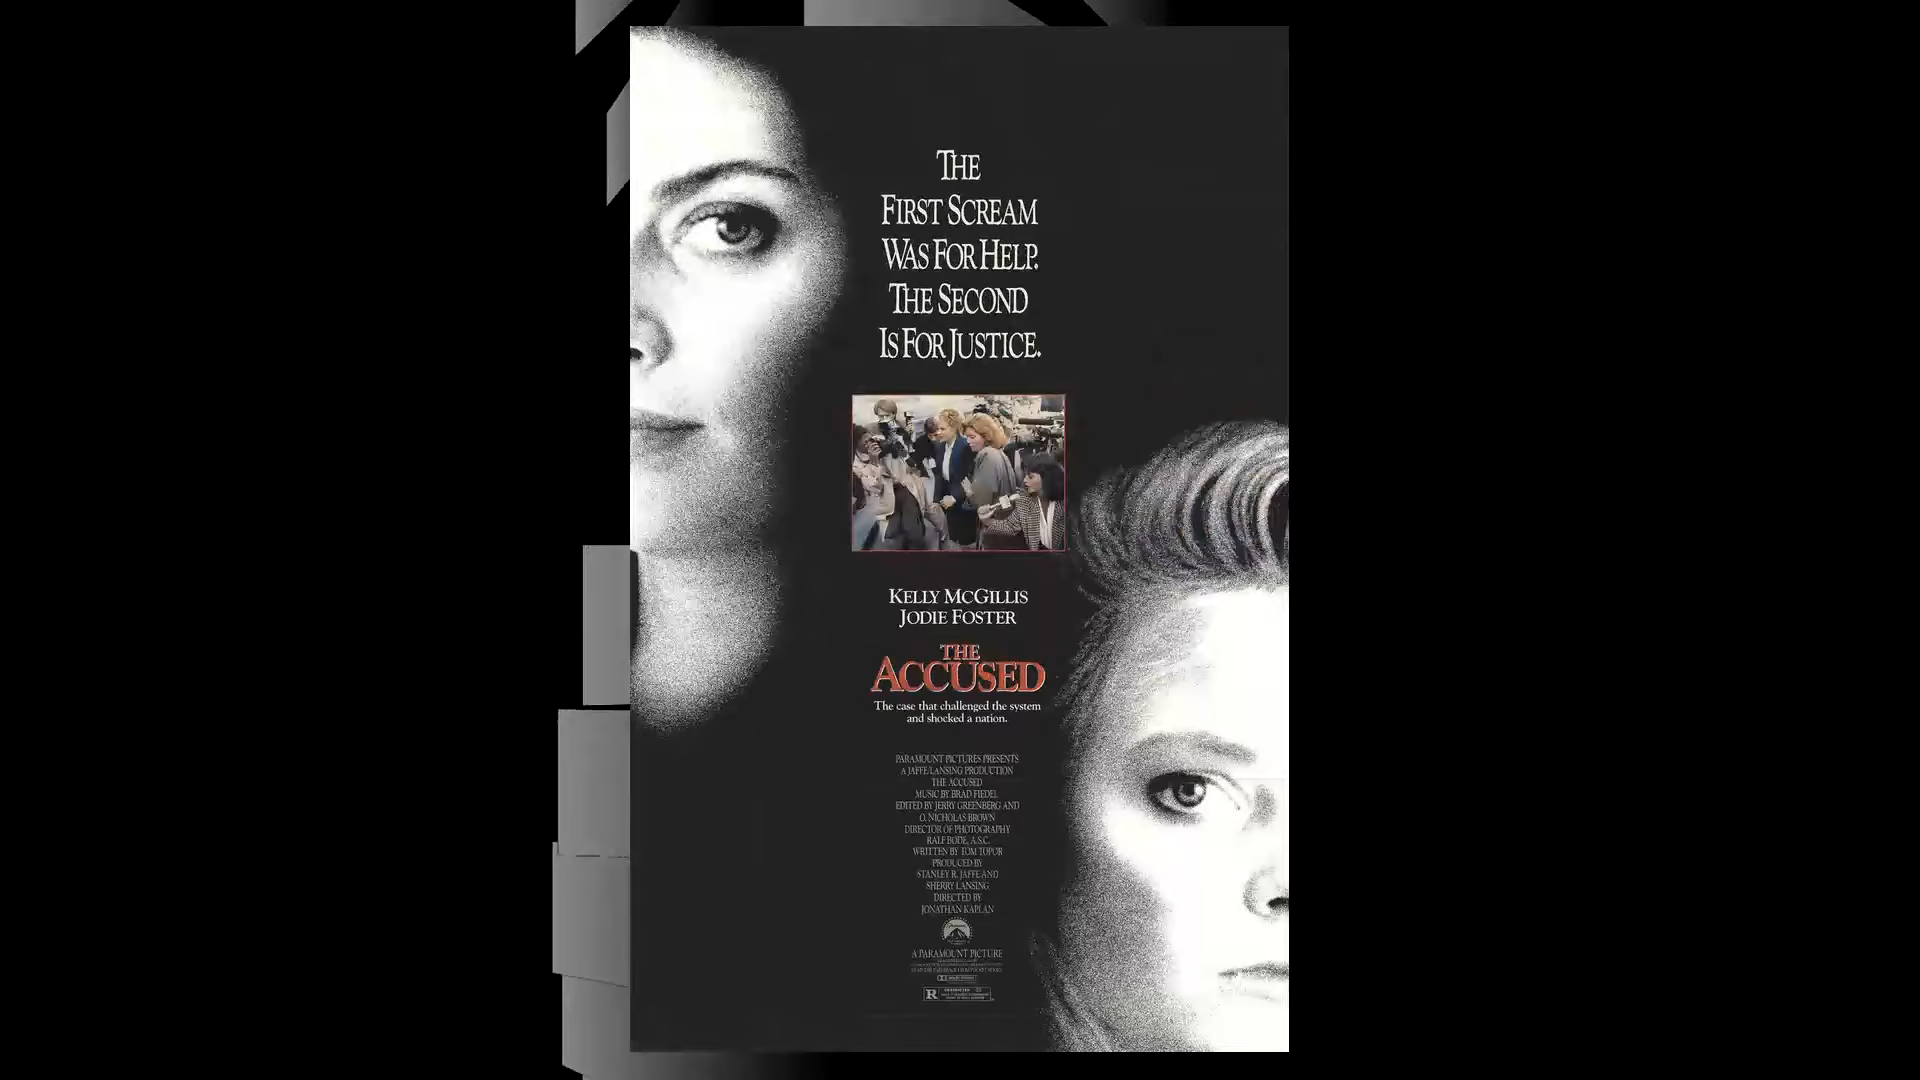 THE
FIRST SCREAM
WAS FOR HELP.
THE SECOND
IS FOR JUSTICE.
KELLY MCGILLIS
JODIE FOSTER
THE
ACCUSED
The case that challenged the system
and shocked a nation.
PARAMOUNT PICTURES PRESENTS
A JAFFE/LANSING PRODUCTION
THE ACCUSED
MUSIC BY BRAD FIEDEL
EDITED BY JERRY GREENBERG AND
O. NICHOLAS BROWN
DIRECTOR OF PHOTOGRAPHY
RALF BODE, A.S.C.
WRITTEN BY TOM TOPOR
PRODUCED BY
STANLEY R. JAFFE AND
SHERRY LANSING
DIRECTED BY
JONATHAN KAPLAN
A PARAMOUNT PICTURE
R RESTRICTED